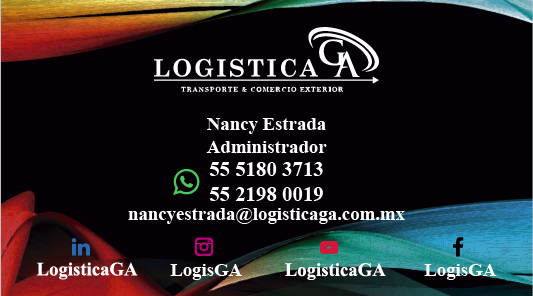 LOGISTICA GA
TRANSPORTE & COMERCIO EXTERIOR
Nancy Estrada
Administrador
55 5180 3713
55 2198 0019
nancyestrada@logisticaga.com.mx
in
f
LogisticaGA LogisGA LogisticaGA LogisGA